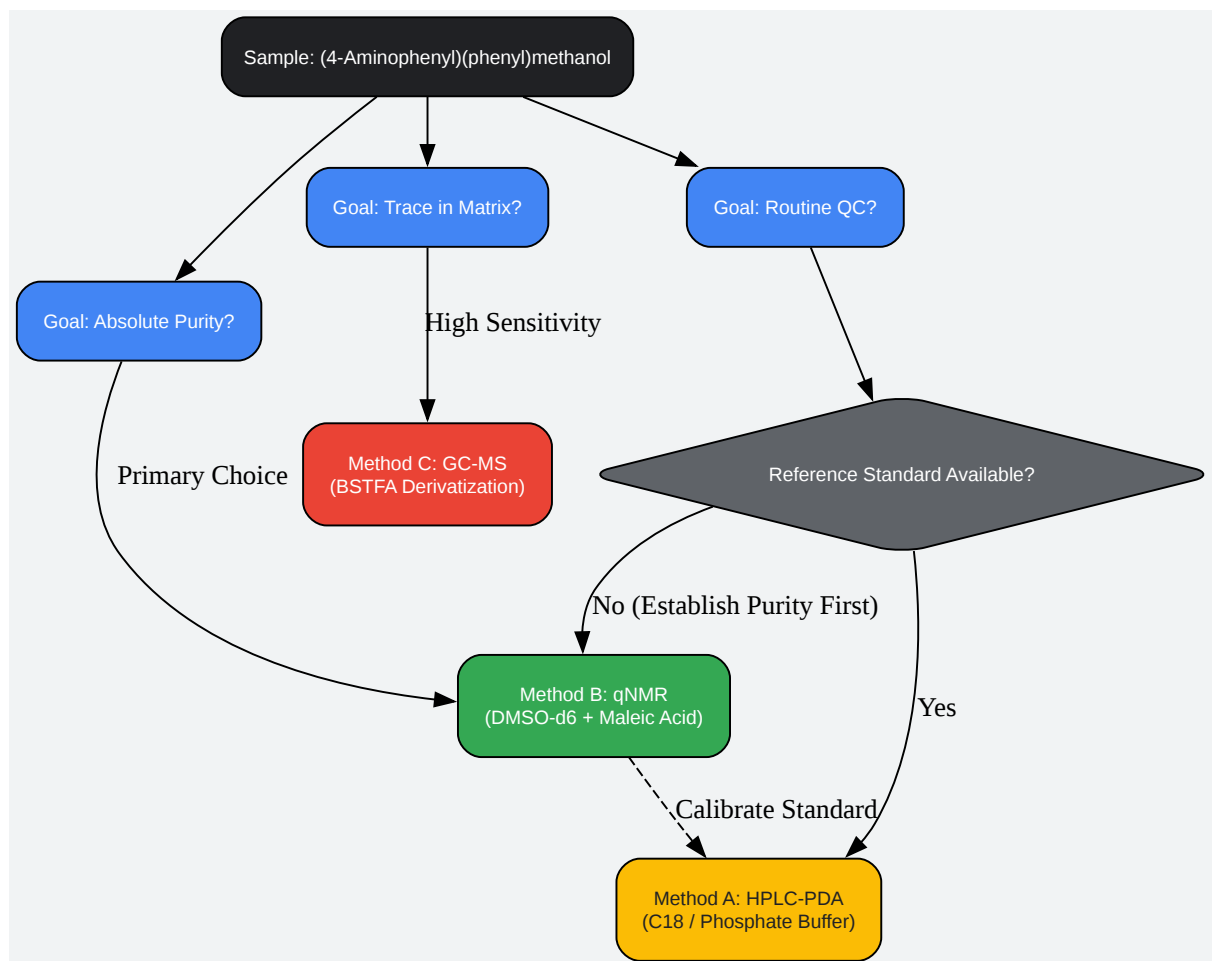 Sample: (4-Aminophenyl)(phenyl)methanol
Goal: Trace in Matrix?
Goal: Routine QC?
Goal: Absolute Purity?
High Sensitivity
Primary Choice
Method C: GC-MS
(BSTFA Derivatization)
Reference Standard Available?
No (Establish Purity First)
Method B: qNMR
(DMSO-d6 + Maleic Acid)
Yes
Calibrate Standard
Method A: HPLC-PDA
(C18 / Phosphate Buffer)